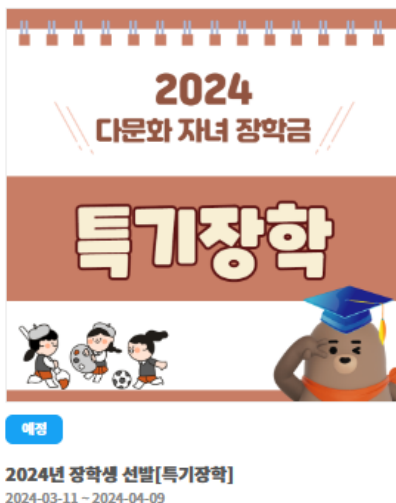 2024
다문화 자녀 장학금
특기장학
예정
2024년 장학생 선발[특기장학]
2024-03-11 ~ 2024-04-09